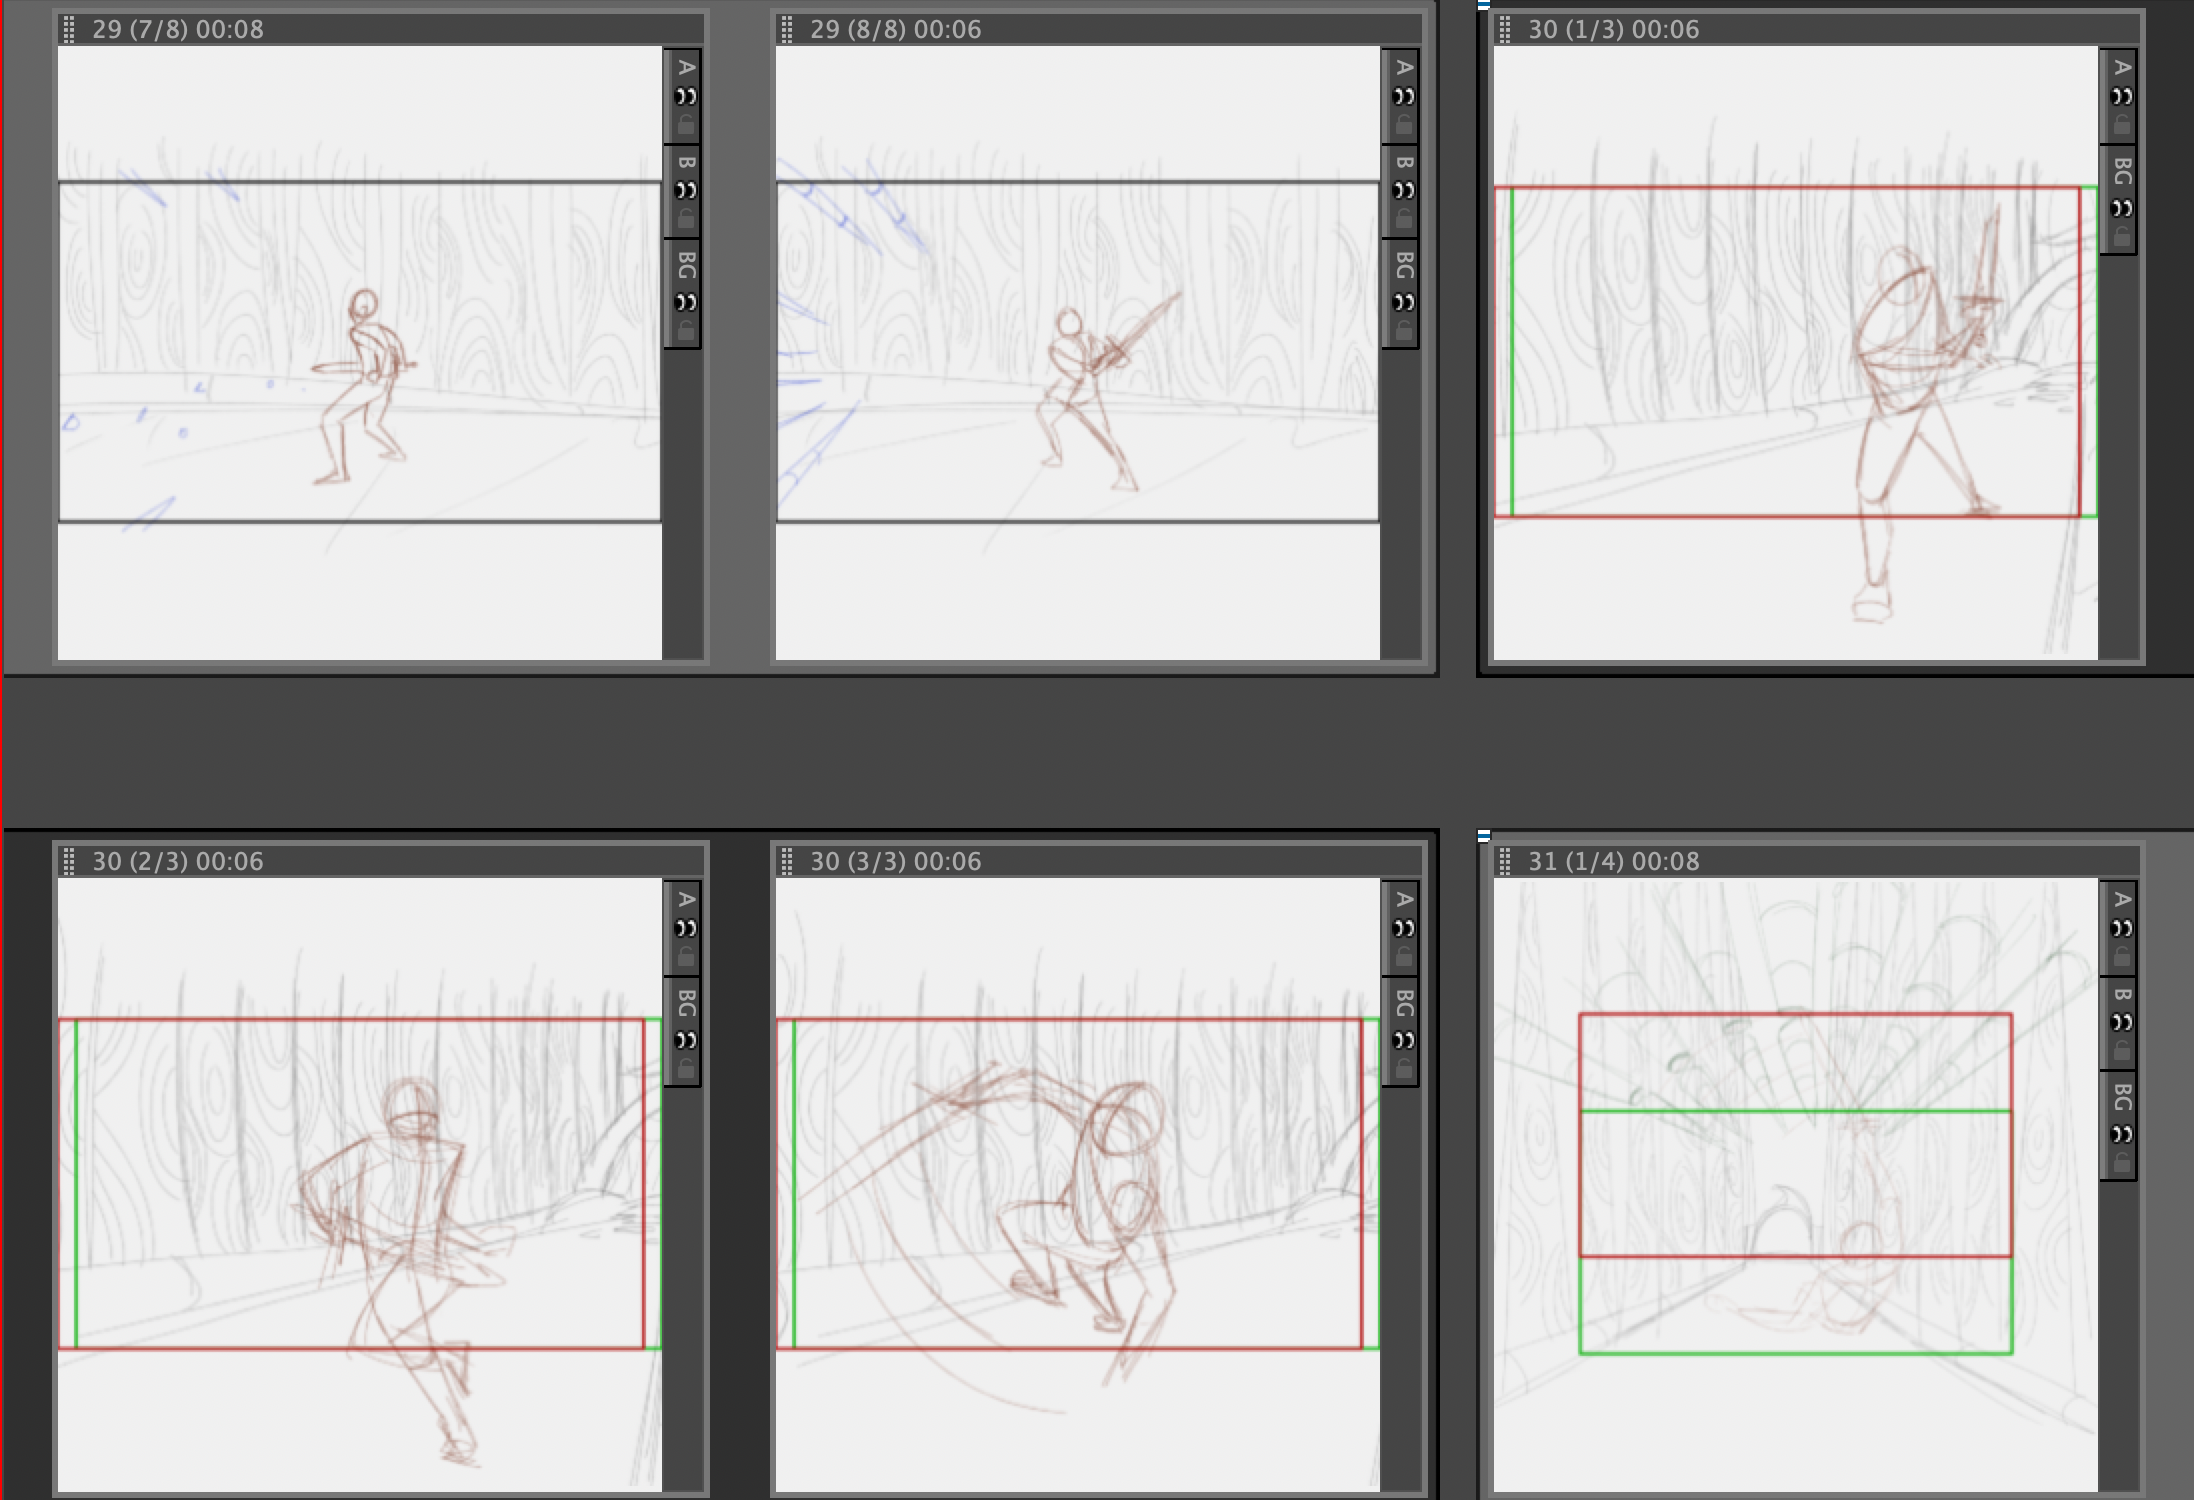 29 (7/8) 00:08
A
B
BG
29 (8/8) 00:06
A
B
BG
30 (1/3) 00:06
A
BG
30 (2/3) 00:06
A
BG
30 (3/3) 00:06
A
BG
31 (1/4) 00:08
A
B
BG